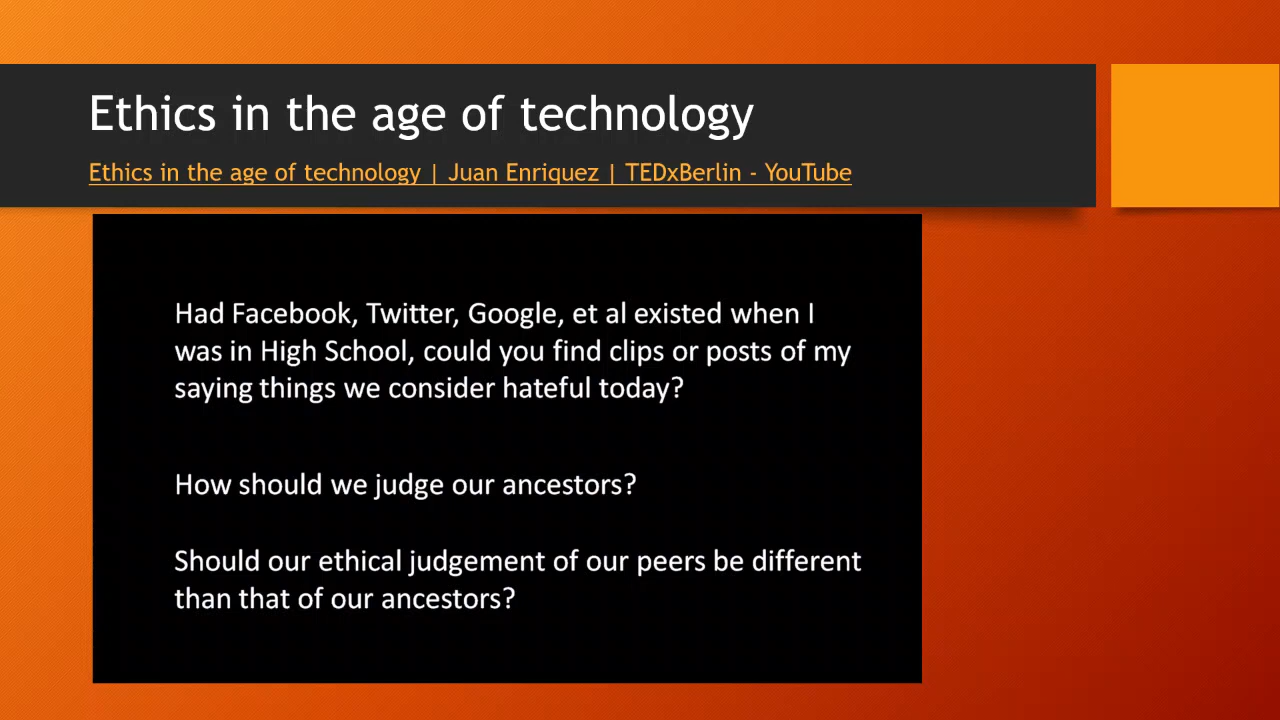 Ethics in the age of technology
Ethics in the age of technology | Juan Enriquez | TEDxBerlin - YouTube
Had Facebook, Twitter, Google, et al existed when I
was in High School, could you find clips or posts of my
saying things we consider hateful today?
How should we judge our ancestors?
Should our ethical judgement of our peers be different
than that of our ancestors?